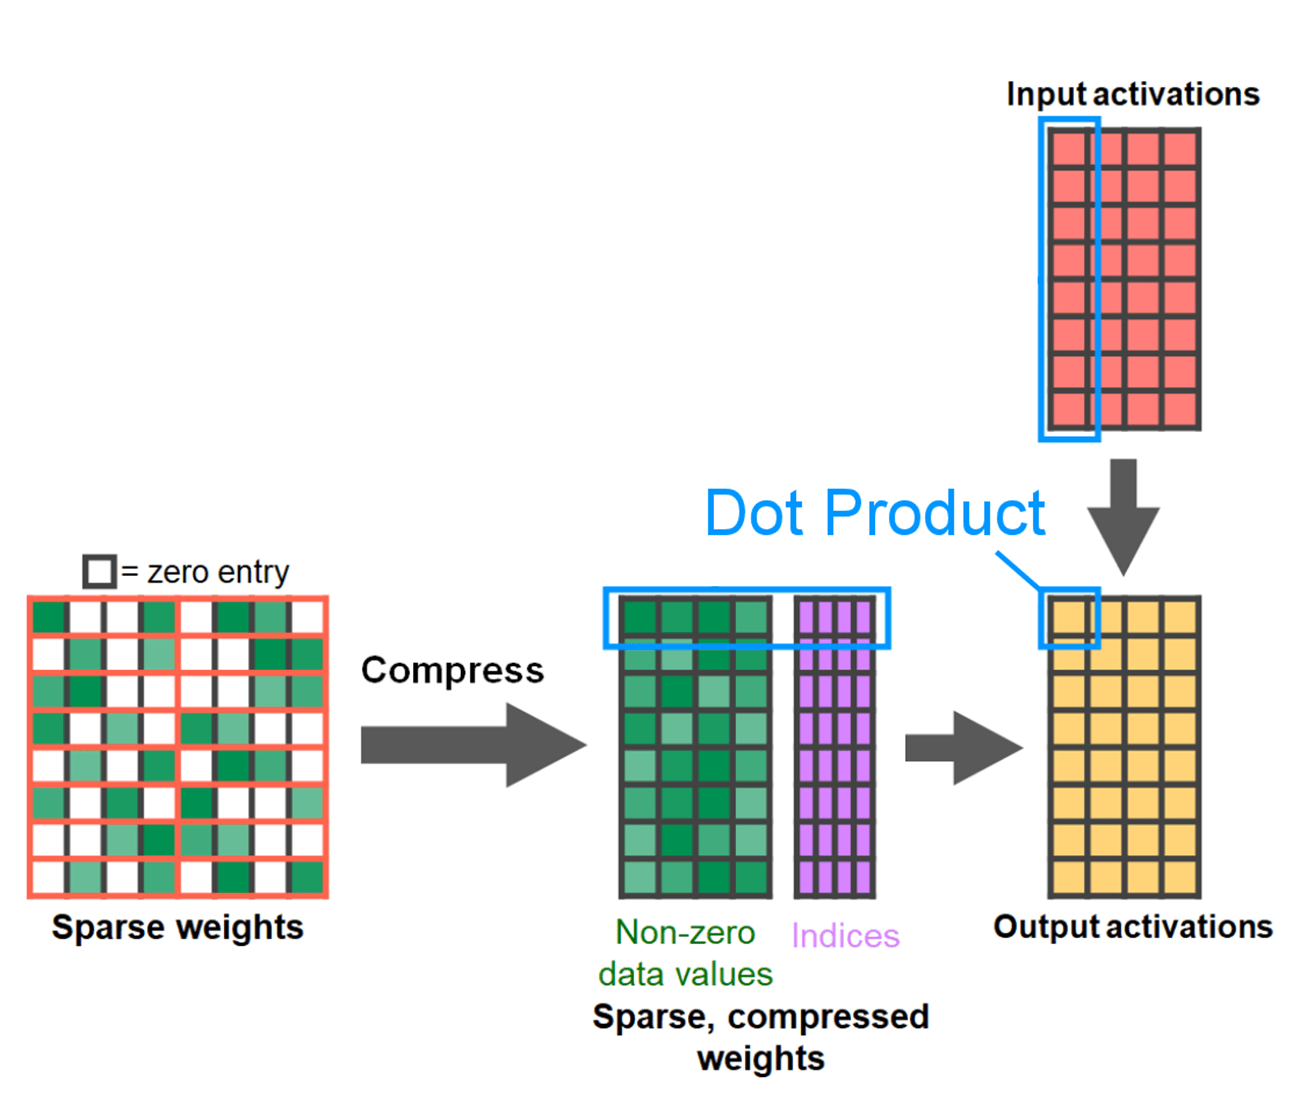 Input activations
Dot Product
= zero entry
Compress
Sparse weights
Non-zero
data values
Indices
Output activations
Sparse, compressed
weights